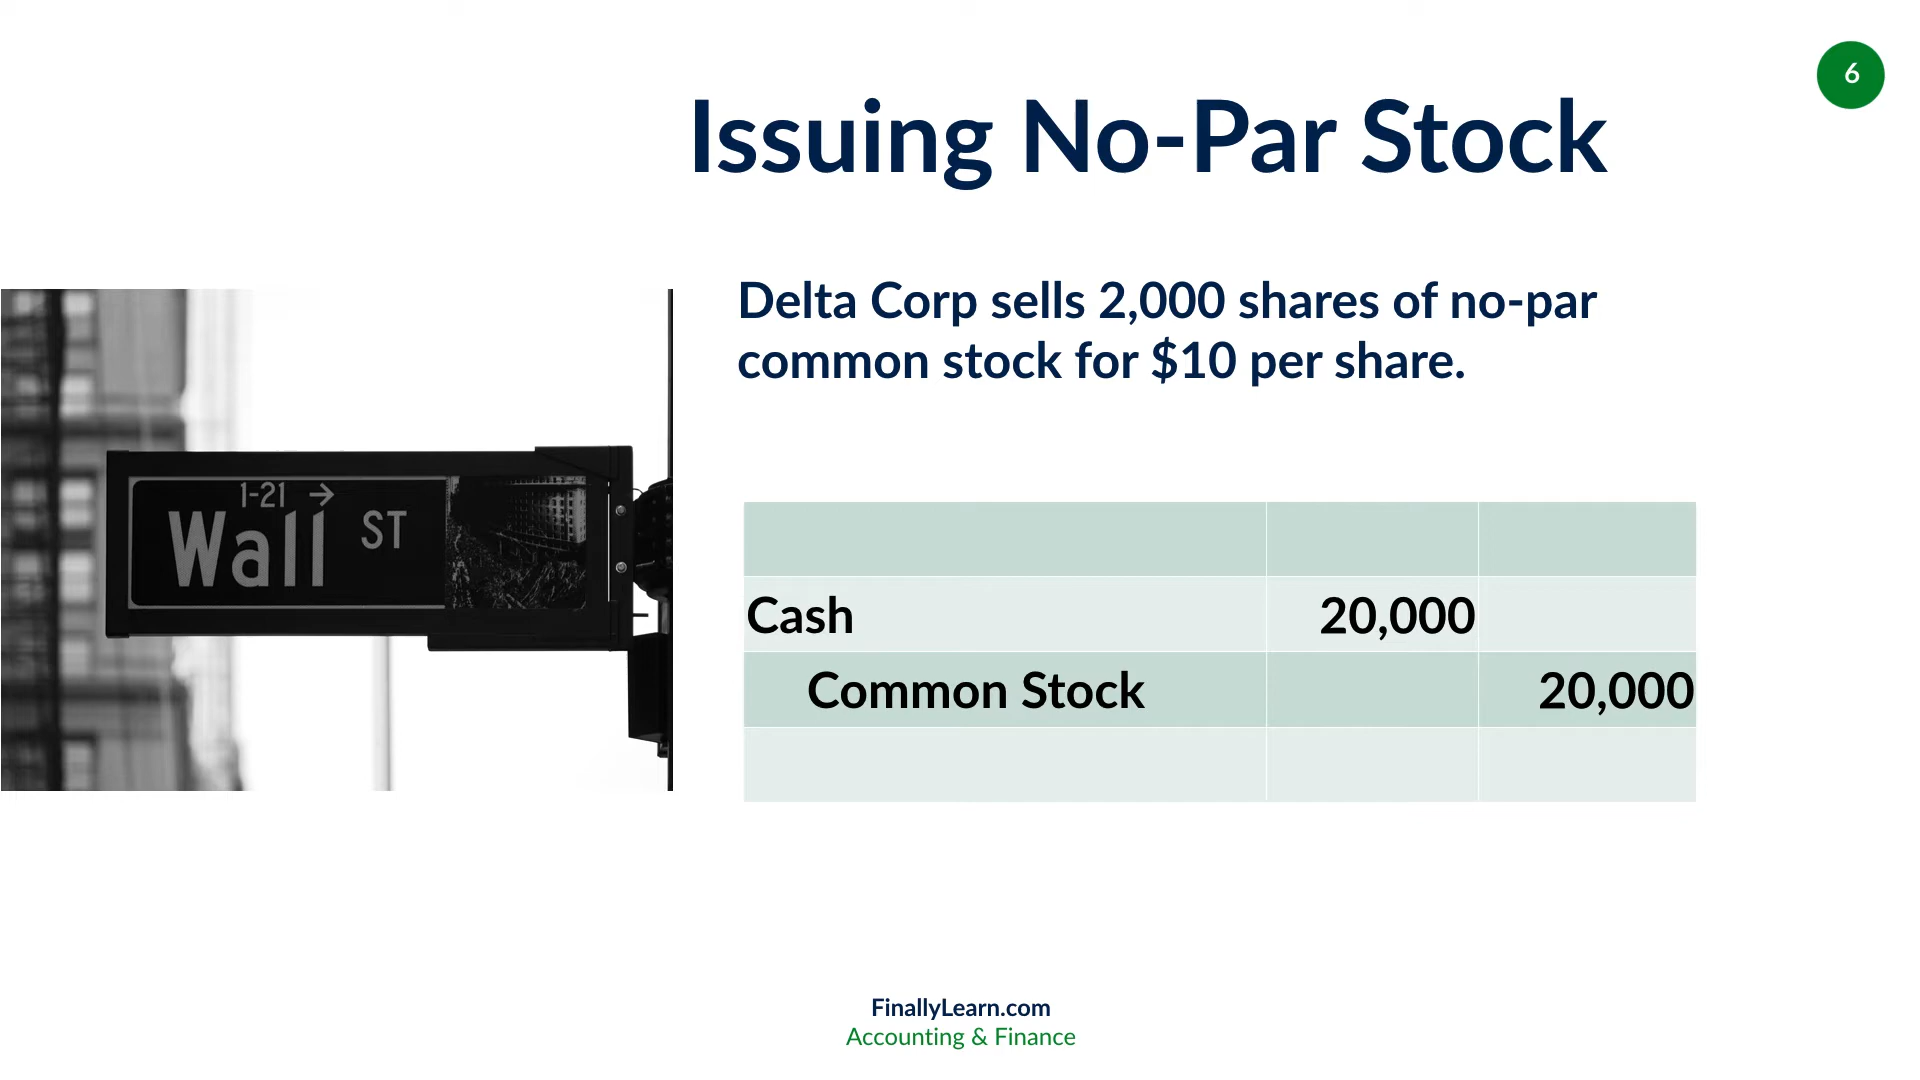 6
Issuing No-Par Stock
Delta Corp sells 2,000 shares of no-par
common stock for $10 per share.
1-21 →
Wall ST
Cash 20,000
Common Stock 20,000
FinallyLearn.com
Accounting & Finance